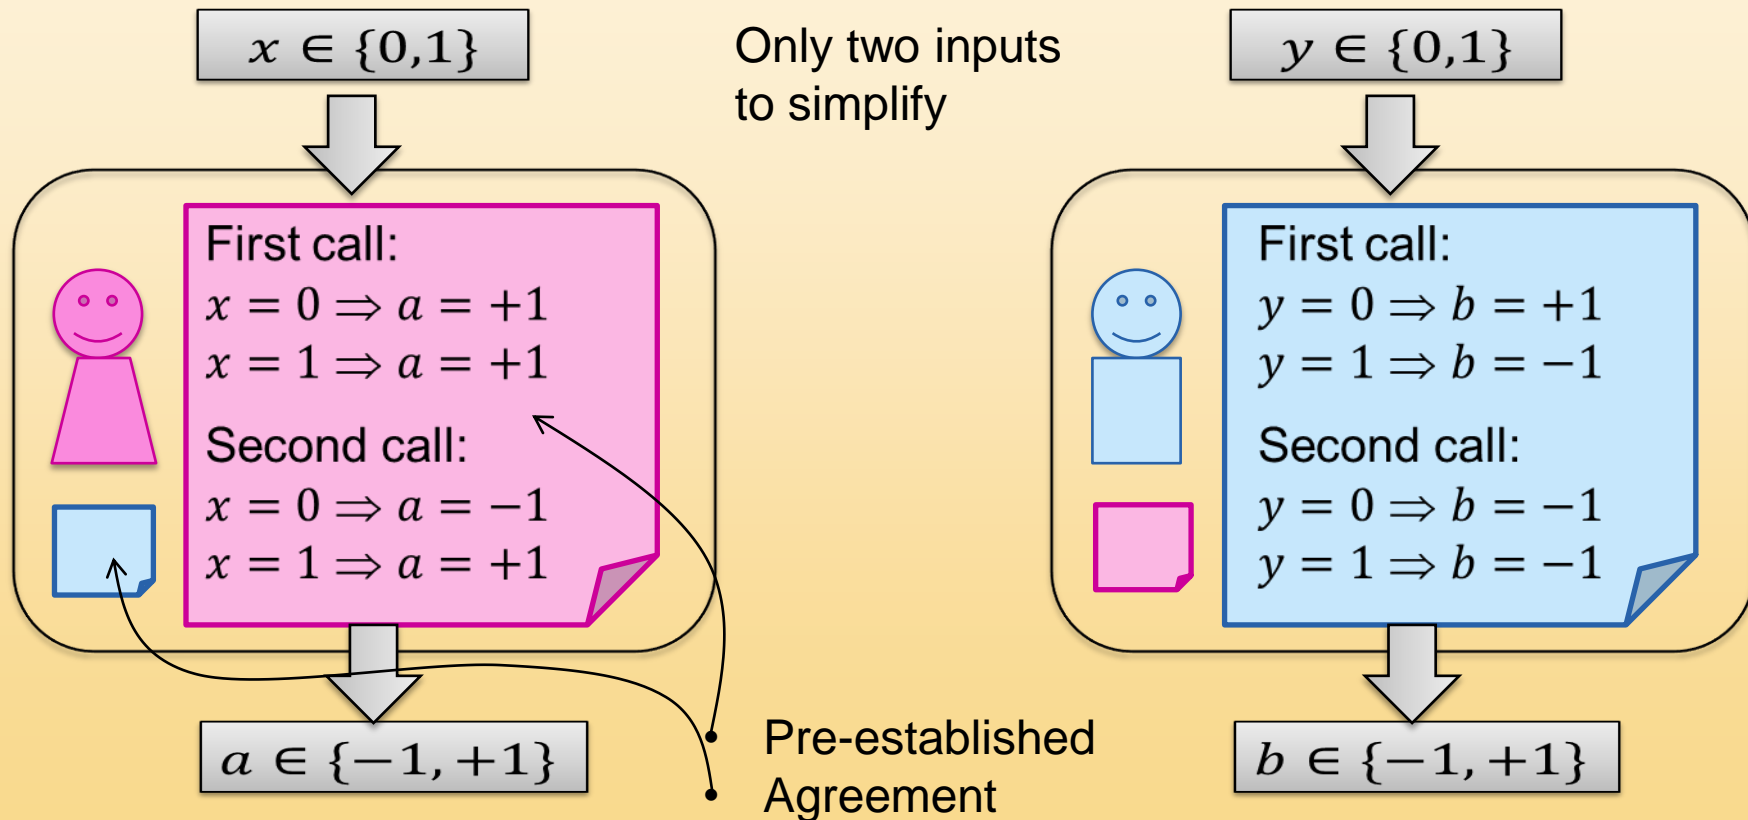 x ∈ {0,1}
Only two inputs
to simplify
y ∈ {0,1}
First call:
x = 0 ⇒ a = +1
x = 1 ⇒ a = +1
Second call:
x = 0 ⇒ a = −1
x = 1 ⇒ a = +1
First call:
y = 0 ⇒ b = +1
y = 1 ⇒ b = −1
Second call:
y = 0 ⇒ b = −1
y = 1 ⇒ b = −1
a ∈ {−1, +1}
Pre-established
Agreement
b ∈ {−1, +1}